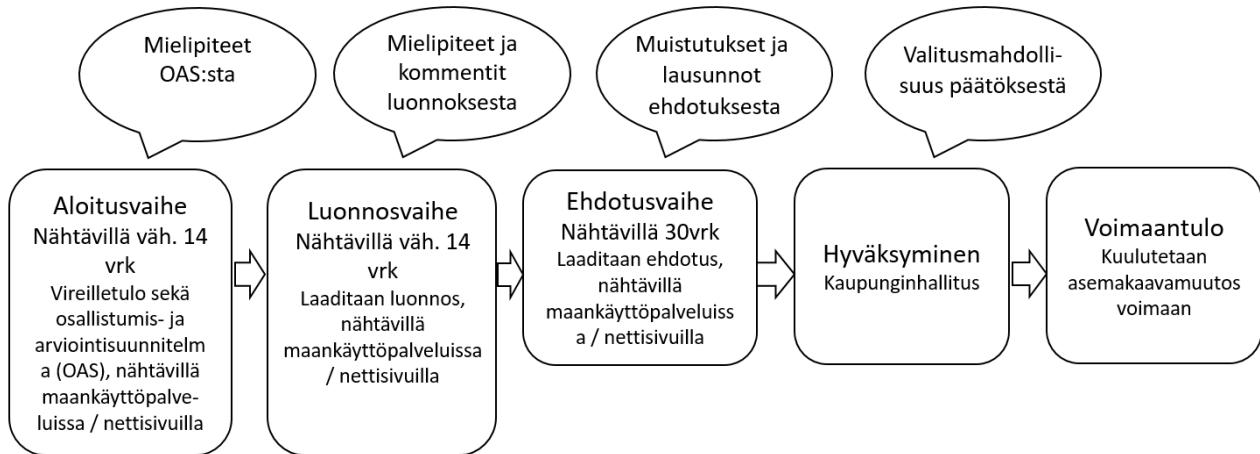 Mielipiteet
OAS:sta
Mielipiteet ja
kommentit
luonnoksesta
Muistutukset ja
lausunnot
ehdotuksesta
Valitusmahdolli-
suus päätöksestä
Aloitusvaihe
Nähtävillä väh. 14
vrk
Vireilletulo sekä
osallistumis- ja
arviointisuunnitelm
a (OAS), nähtävillä
maankäyttöpalve-
luissa / nettisivuilla
Luonnosvaihe
Nähtävillä väh. 14
vrk
Laaditaan luonnos,
nähtävillä
maankäyttöpalveluissa
/ nettisivuilla
Ehdotusvaihe
Nähtävillä 30vrk
Laaditaan ehdotus,
nähtävillä
maankäyttöpalveluiss
a / nettisivuilla
Hyväksyminen
Kaupunginhallitus
Voimaantulo
Kuulutetaan
asemakaavamuutos
voimaan